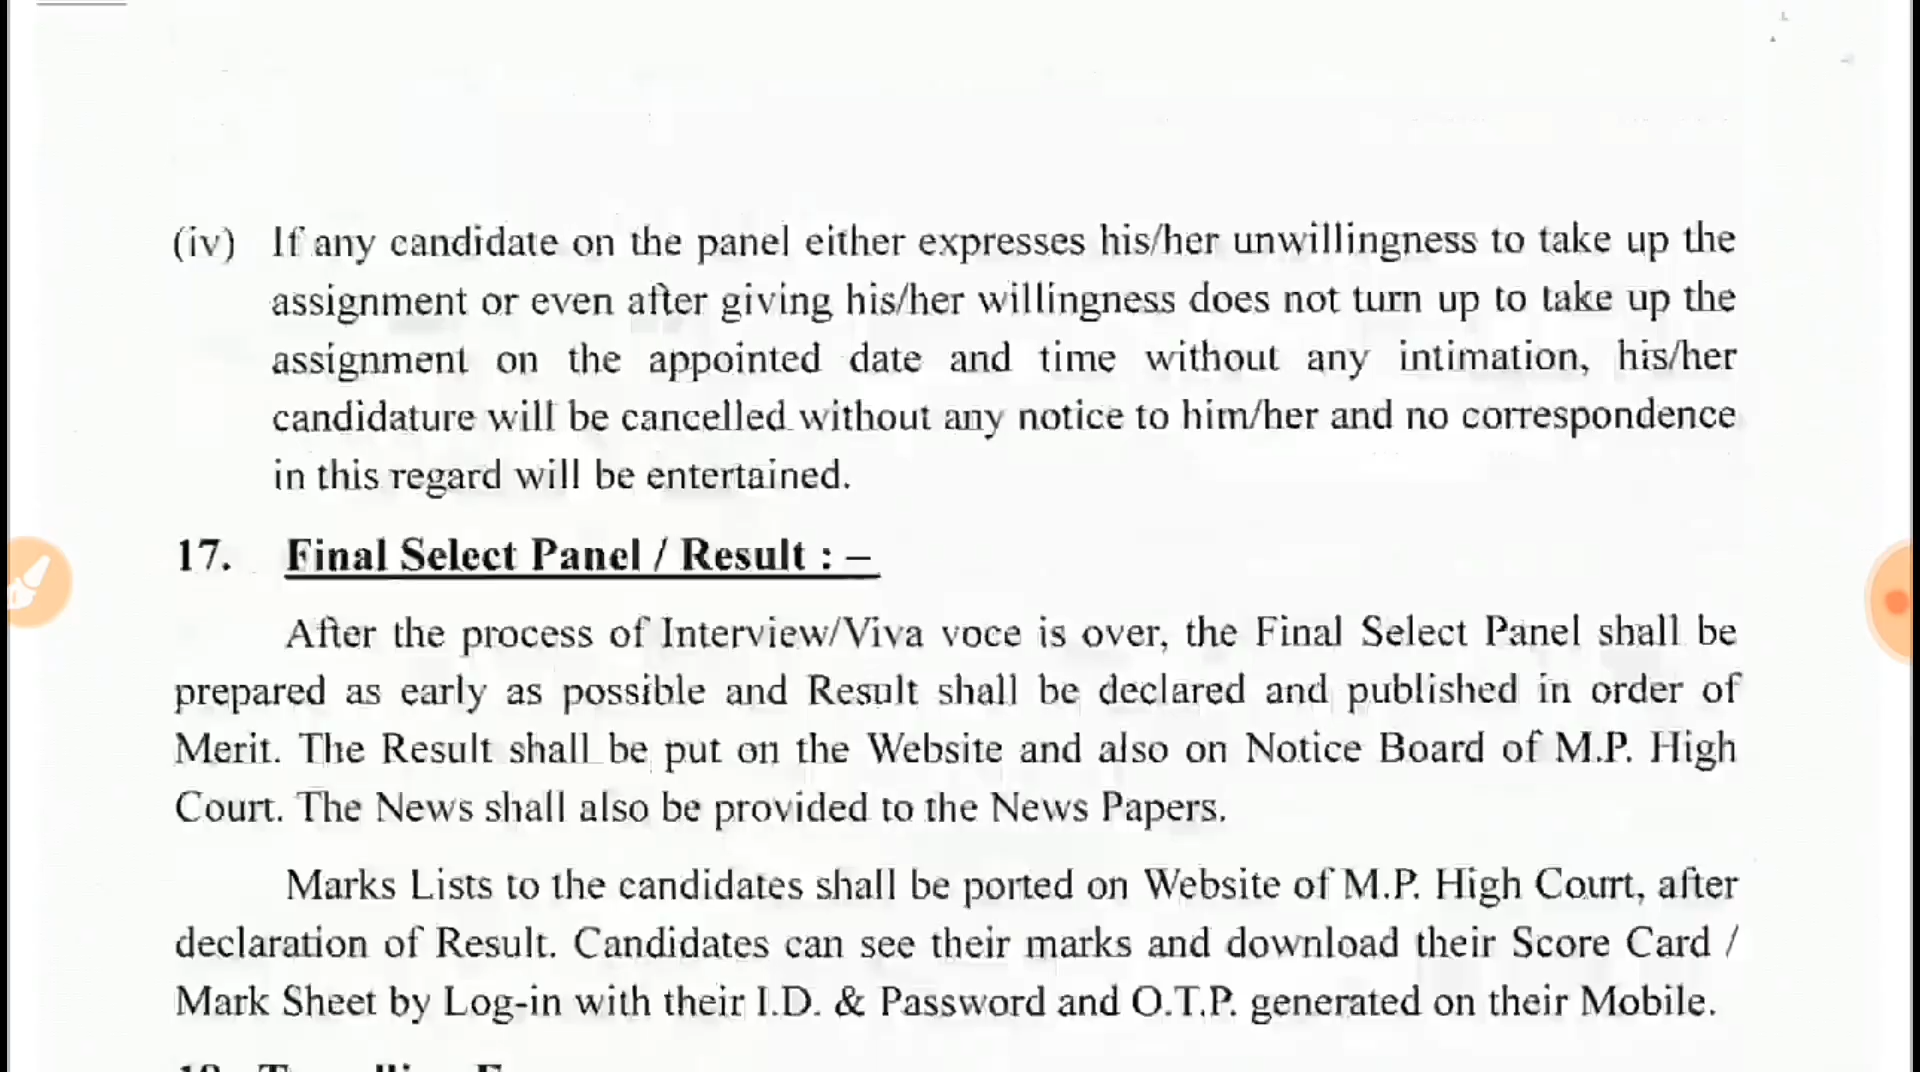 (iv) If any candidate on the panel either expresses his/her unwillingness to take up the
assignment or even after giving his/her willingness does not turn up to take up the
assignment on the appointed date and time without any intimation, his/her
candidature will be cancelled without any notice to him/her and no correspondence
in this regard will be entertained.
17. Final Select Panel / Result : –
After the process of Interview/Viva voce is over, the Final Select Panel shall be
prepared as early as possible and Result shall be declared and published in order of
Merit. The Result shall be put on the Website and also on Notice Board of M.P. High
Court. The News shall also be provided to the News Papers.
Marks Lists to the candidates shall be ported on Website of M.P. High Court, after
declaration of Result. Candidates can see their marks and download their Score Card /
Mark Sheet by Log-in with their I.D. & Password and O.T.P. generated on their Mobile.